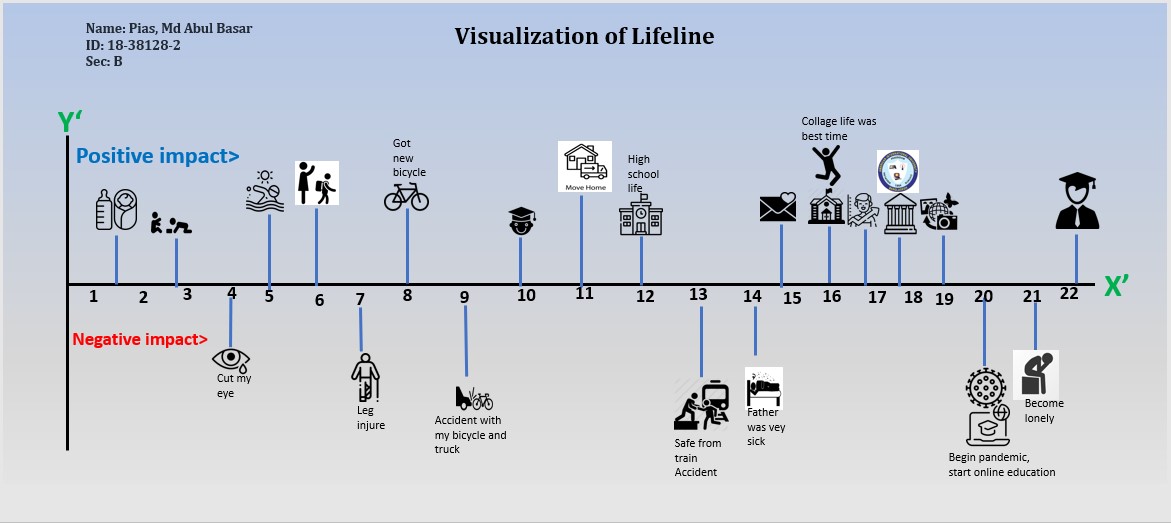 Name: Pias, Md Abul Basar
ID: 18-38128-2
Sec: B
Visualization of Lifeline
Y‘
Positive impact>
Got
new
bicycle
Move Home
High
school
life
Collage life was
best time
1 2 3 4 5 6 7 8 9 10 11 12 13 14 15 16 17 18 19 20 21 22
X’
Negative impact>
Cut my
eye
Leg
injure
Accident with
my bicycle and
truck
Safe from
train
Accident
Father
was vey
sick
Begin pandemic,
start online education
Become
lonely